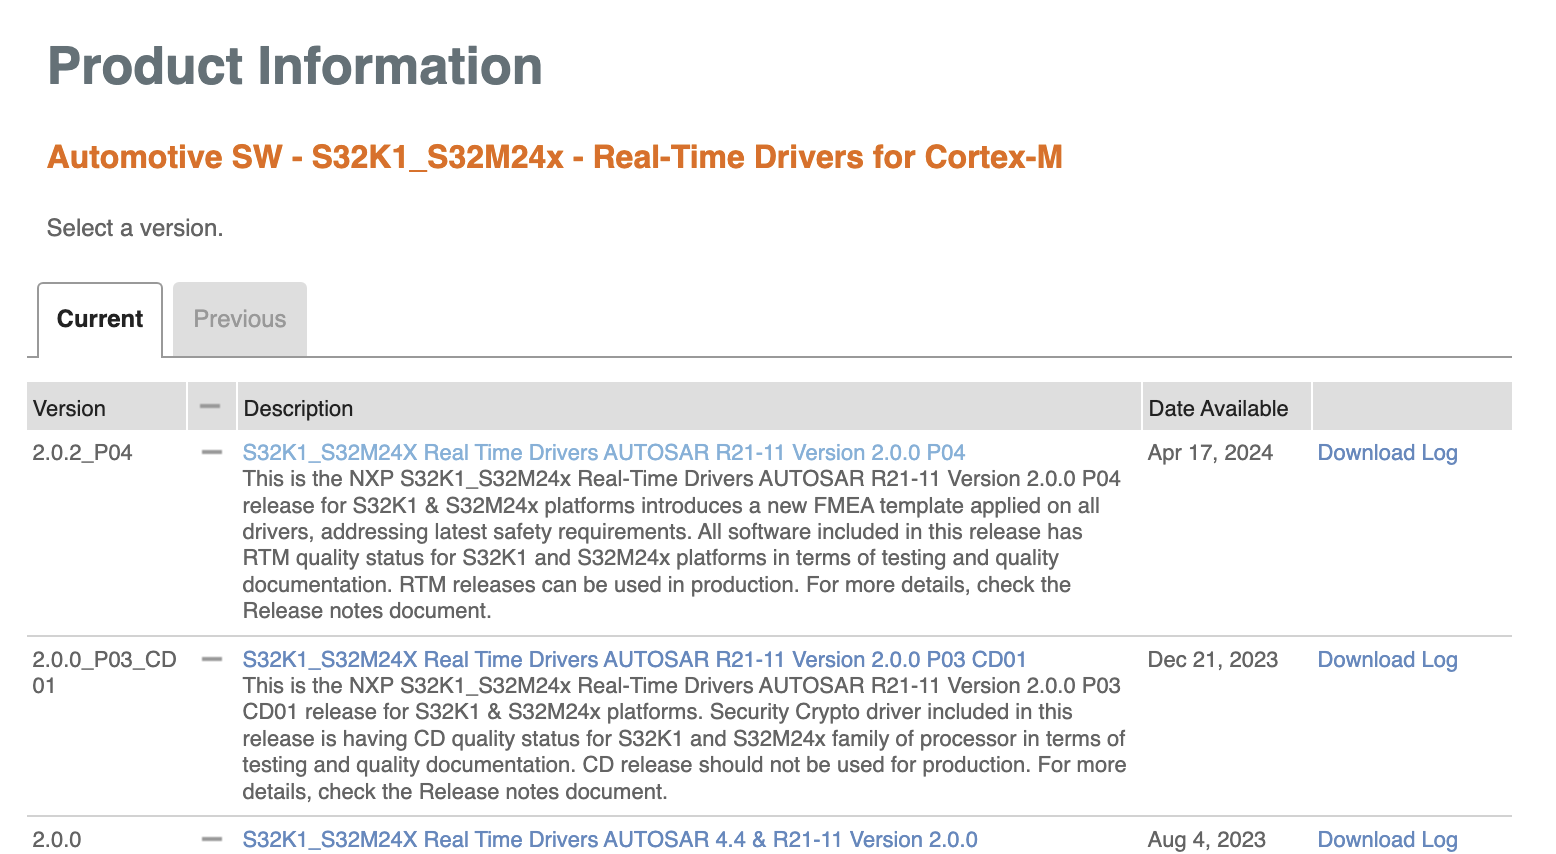 Product Information
Automotive SW - S32K1_S32M24x - Real-Time Drivers for Cortex-M
Select a version.
Current Previous
Version Description Date Available
2.0.2_P04 S32K1_S32M24X Real Time Drivers AUTOSAR R21-11 Version 2.0.0 P04 Apr 17, 2024 Download Log
This is the NXP S32K1_S32M24x Real-Time Drivers AUTOSAR R21-11 Version 2.0.0 P04
release for S32K1 & S32M24x platforms introduces a new FMEA template applied on all
drivers, addressing latest safety requirements. All software included in this release has
RTM quality status for S32K1 and S32M24x platforms in terms of testing and quality
documentation. RTM releases can be used in production. For more details, check the
Release notes document.
2.0.0_P03_CD S32K1_S32M24X Real Time Drivers AUTOSAR R21-11 Version 2.0.0 P03 CD01 Dec 21, 2023 Download Log
01 This is the NXP S32K1_S32M24x Real-Time Drivers AUTOSAR R21-11 Version 2.0.0 P03
CD01 release for S32K1 & S32M24x platforms. Security Crypto driver included in this
release is having CD quality status for S32K1 and S32M24x family of processor in terms of
testing and quality documentation. CD release should not be used for production. For more
details, check the Release notes document.
2.0.0 S32K1_S32M24X Real Time Drivers AUTOSAR 4.4 & R21-11 Version 2.0.0 Aug 4, 2023 Download Log